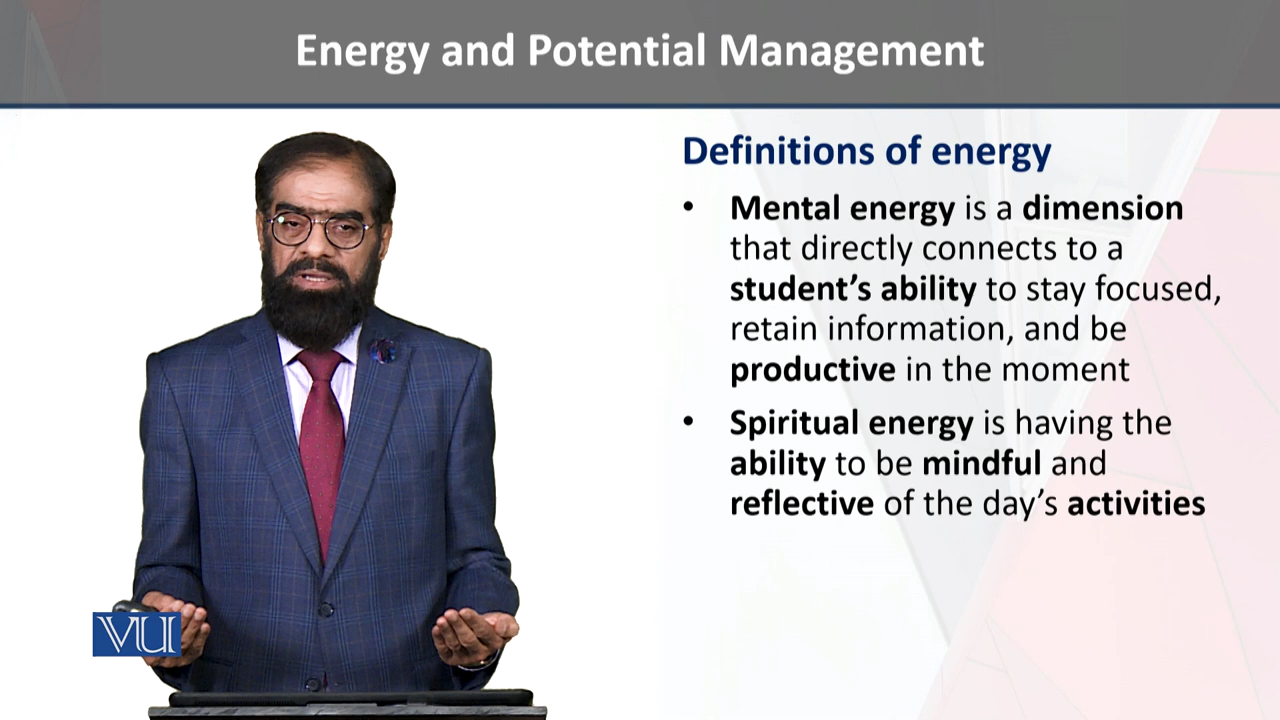 Energy and Potential Management
Definitions of energy
• Mental energy is a dimension
that directly connects to a
student’s ability to stay focused,
retain information, and be
productive in the moment
• Spiritual energy is having the
ability to be mindful and
reflective of the day’s activities
VU